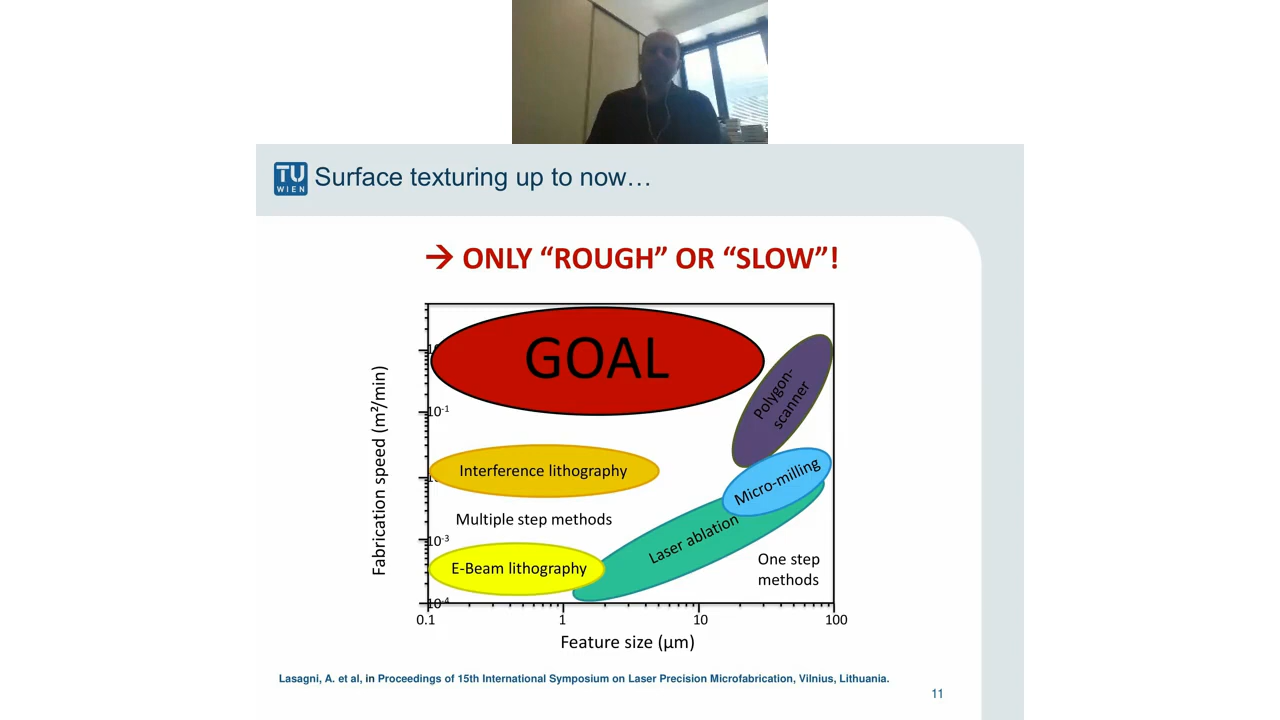 TU
WIEN
Surface texturing up to now…
→ ONLY “ROUGH” OR “SLOW”!
GOAL
Polygon-
scanner
Interference lithography
Micro-milling
Multiple step methods
Laser ablation
E-Beam lithography
One step
methods
Fabrication speed (m²/min)
10⁻¹
10⁻³
10⁻⁴
0.1 1 10 100
Feature size (µm)
Lasagni, A. et al, in Proceedings of 15th International Symposium on Laser Precision Microfabrication, Vilnius, Lithuania.
11